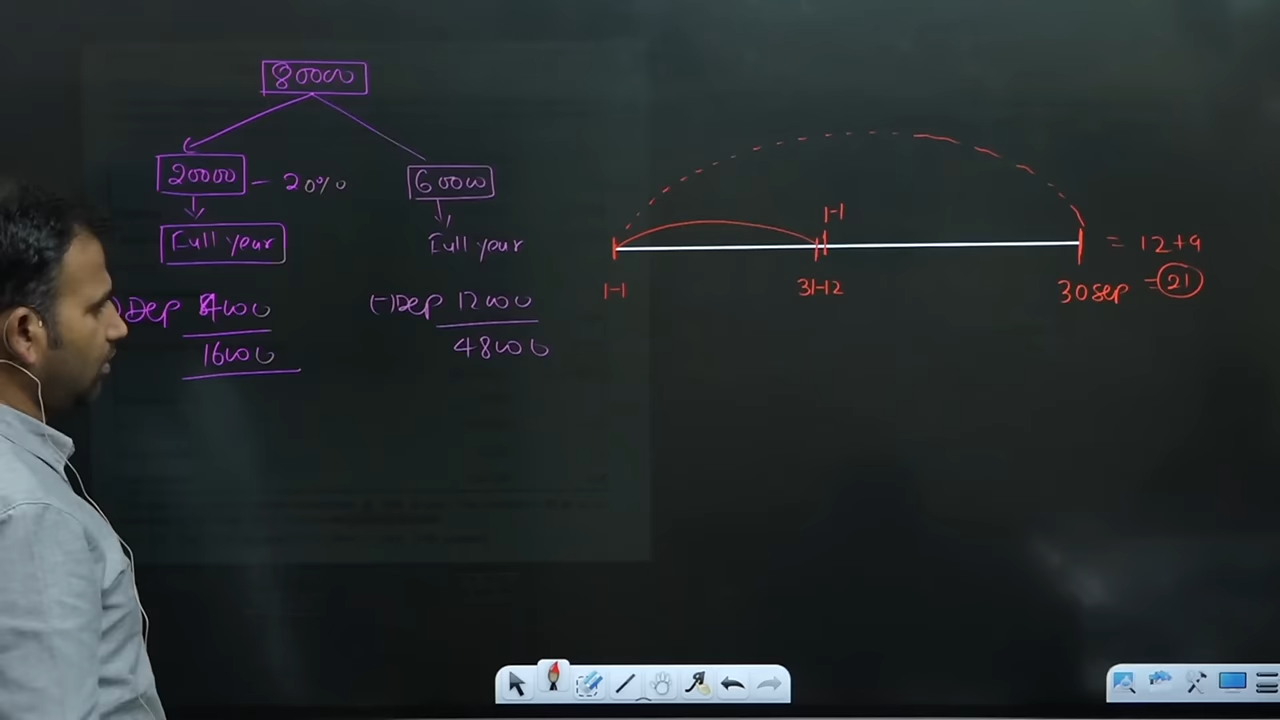 80000
20000 - 20%
60000
Full year
Full year
(-) Dep 4000
16000
(-) Dep 12000
48000
1-1
1-1
31-12
30 sep
= 12+9
= 21